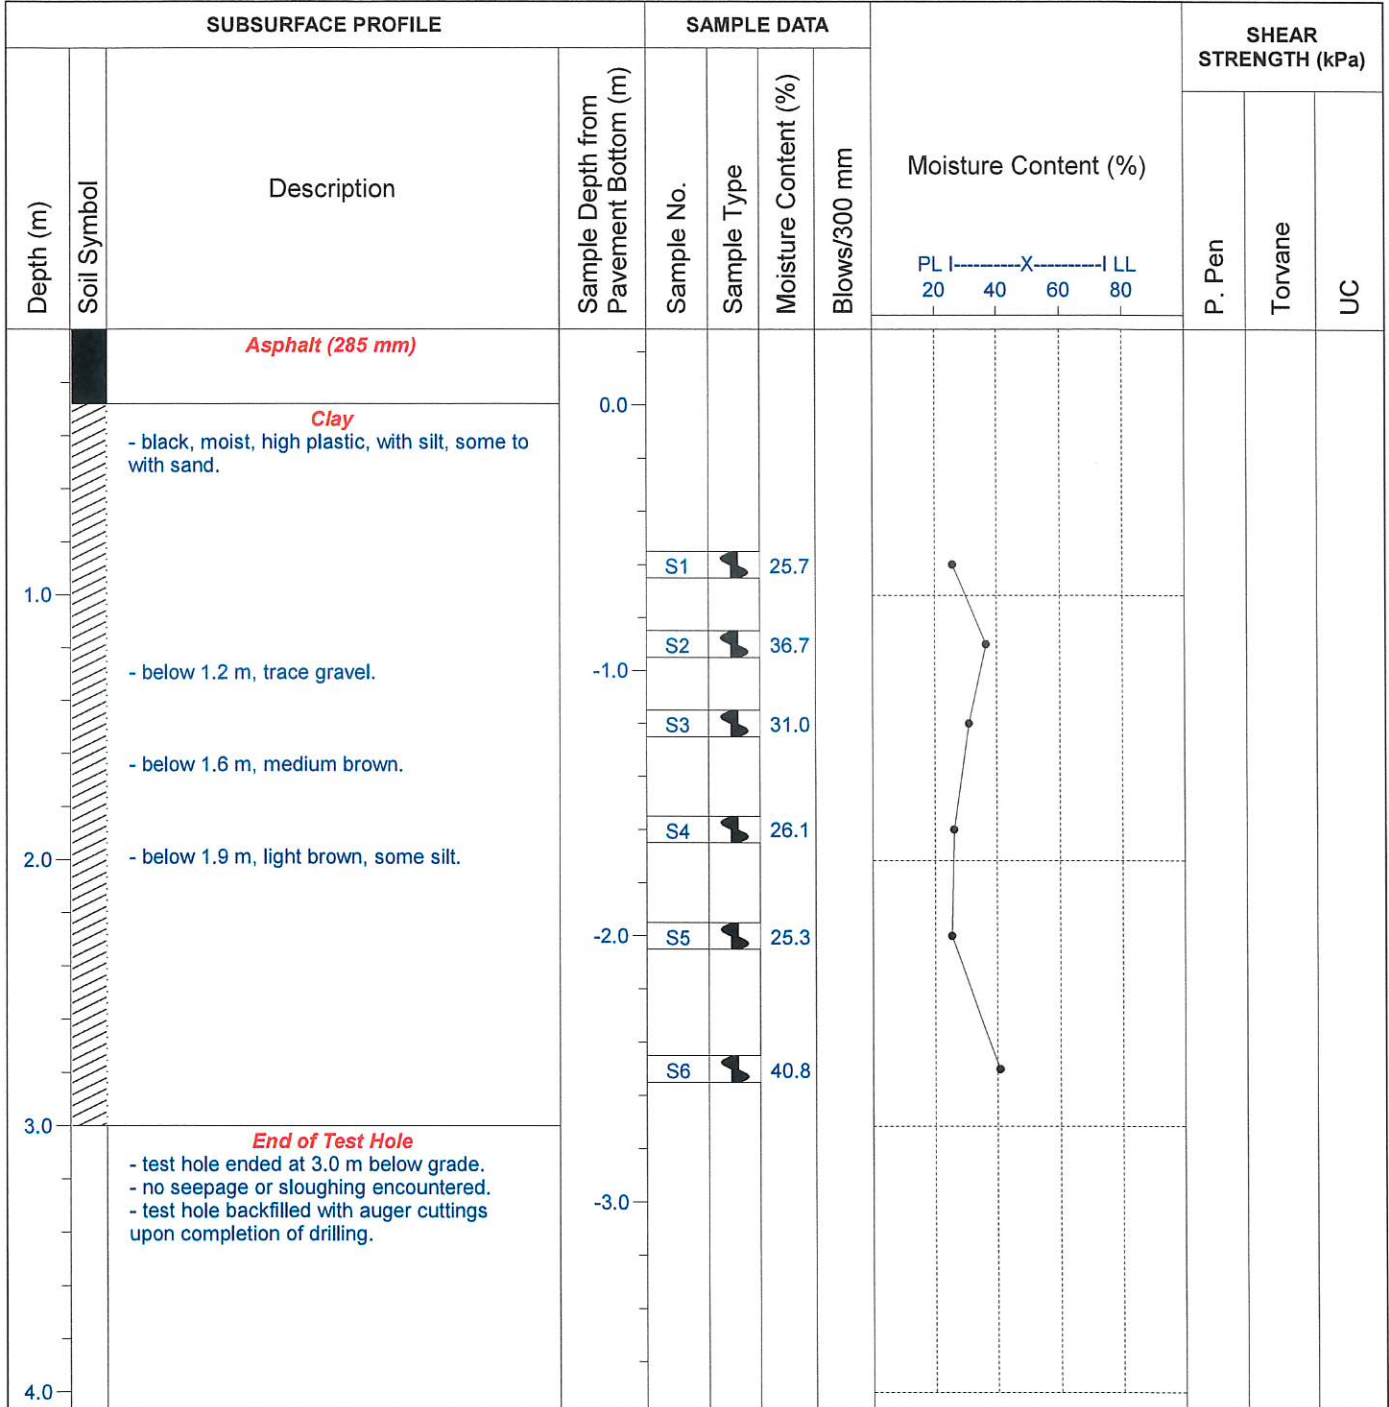 SUBSURFACE PROFILE
SAMPLE DATA
SHEAR
STRENGTH (kPa)
Depth (m)
Soil Symbol
Description
Sample Depth from
Pavement Bottom (m)
Sample No.
Sample Type
Moisture Content (%)
Blows/300 mm
Moisture Content (%)
PL I----------X----------I LL
20 40 60 80
P. Pen
Torvane
UC
Asphalt (285 mm)
0.0
Clay
- black, moist, high plastic, with silt, some to
with sand.
S1 25.7
1.0
S2 36.7
- below 1.2 m, trace gravel.
-1.0
S3 31.0
- below 1.6 m, medium brown.
S4 26.1
2.0
- below 1.9 m, light brown, some silt.
-2.0
S5 25.3
S6 40.8
3.0
End of Test Hole
- test hole ended at 3.0 m below grade.
- no seepage or sloughing encountered.
-3.0
- test hole backfilled with auger cuttings
upon completion of drilling.
4.0